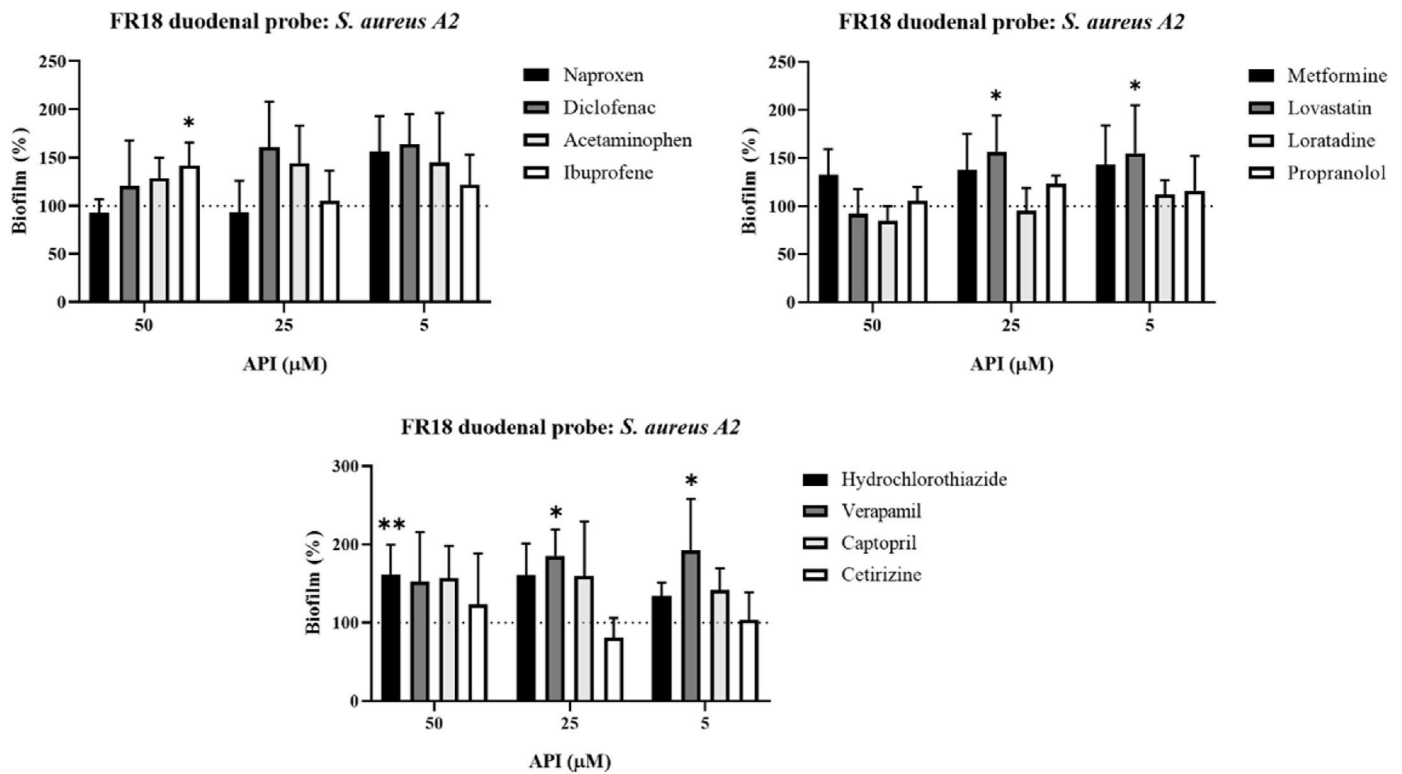 FR18 duodenal probe: S. aureus A2
250
200
150
100
50
0
Biofilm (%)
*
50
25
5
API (μM)
Naproxen
Diclofenac
Acetaminophen
Ibuprofene
FR18 duodenal probe: S. aureus A2
250
200
150
100
50
0
Biofilm (%)
*
*
50
25
5
API (μM)
Metformine
Lovastatin
Loratadine
Propranolol
FR18 duodenal probe: S. aureus A2
300
200
100
0
Biofilm (%)
**
*
*
50
25
5
API (μM)
Hydrochlorothiazide
Verapamil
Captopril
Cetirizine